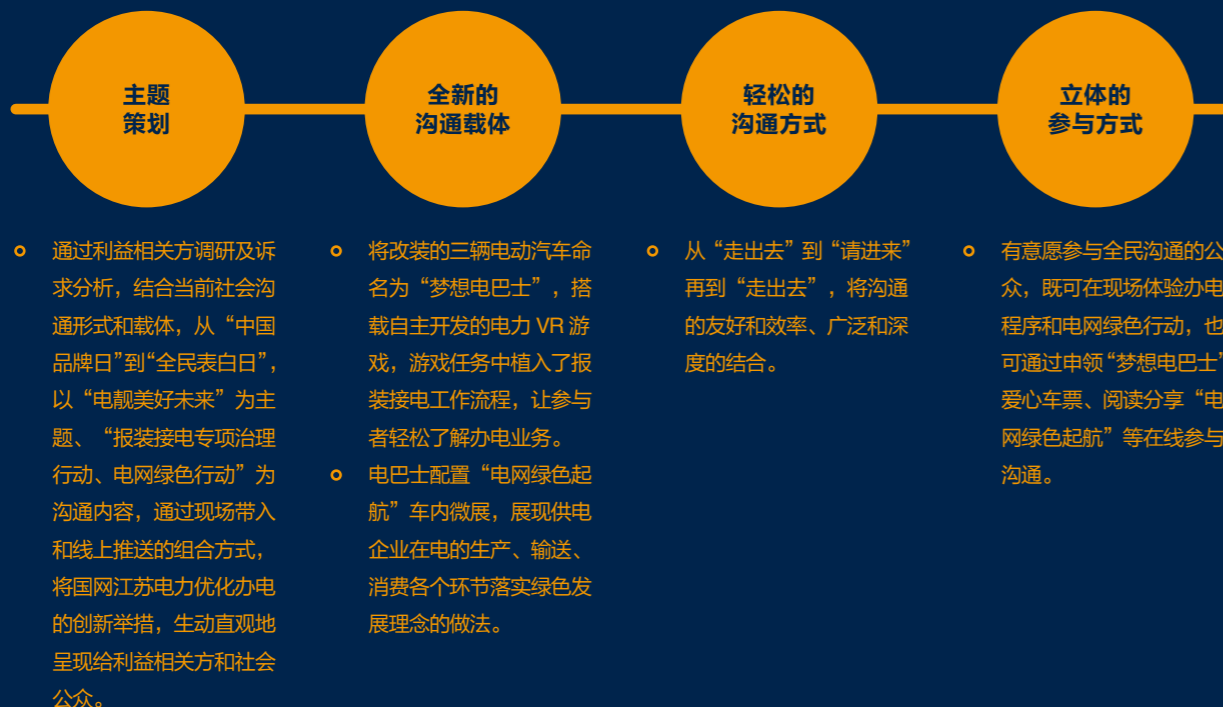 主题
策划
全新的
沟通载体
轻松的
沟通方式
立体的
参与方式
通过利益相关方调研及诉
求分析，结合当前社会沟
通形式和载体，从“中国
品牌日”到“全民表白日”，
以“电靓美好未来”为主
题、“报装接电专项治理
行动、电网绿色行动”为
沟通内容，通过现场带入
和线上推送的组合方式，
将国网江苏电力优化办电
的创新举措，生动直观地
呈现给利益相关方和社会
公众。
将改装的三辆电动汽车命
名为“梦想电巴士”，搭
载自主开发的电力 VR 游
戏，游戏任务中植入了报
装接电工作流程，让参与
者轻松了解办电业务。
电巴士配置“电网绿色起
航”车内微展，展现供电
企业在电的生产、输送、
消费各个环节落实绿色发
展理念的做法。
从“走出去”到“请进来”
再到“走出去”，将沟通
的友好和效率、广泛和深
度的结合。
有意愿参与全民沟通的公
众，既可在现场体验办电
程序和电网绿色行动，也
可通过申领“梦想电巴士”
爱心车票、阅读分享“电
网绿色起航”等在线参与
沟通。